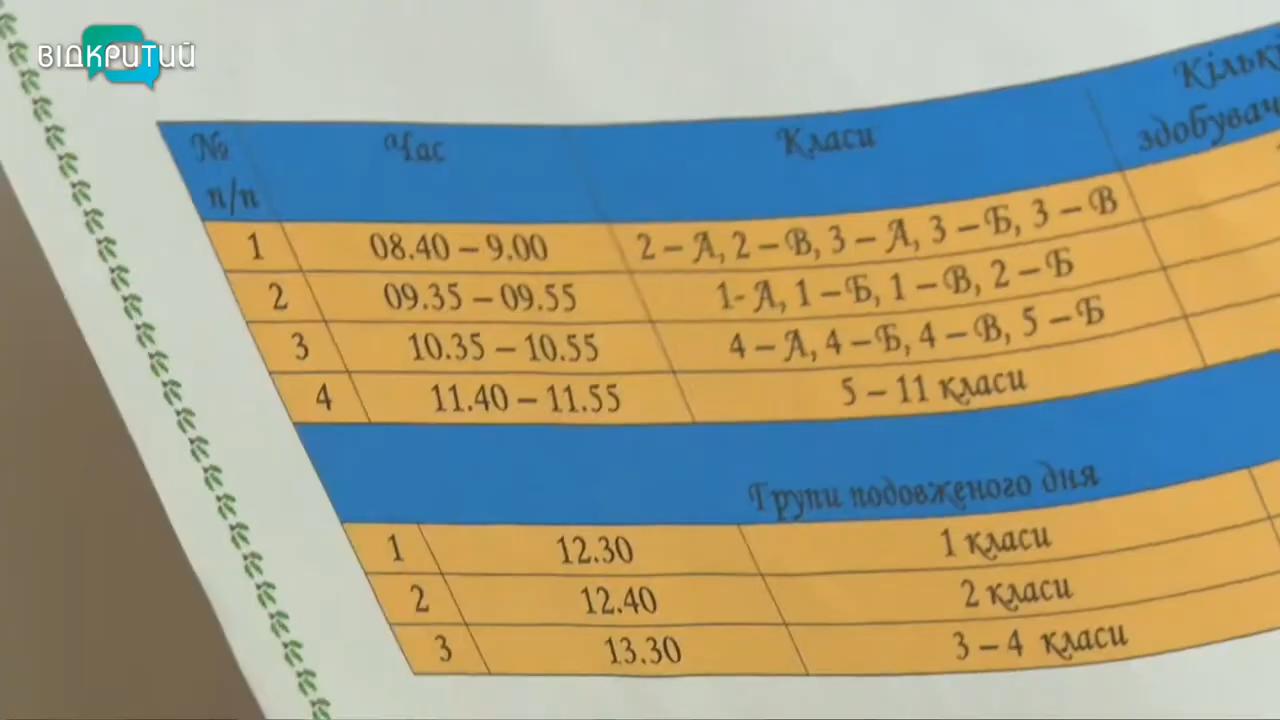 ВІДКРИТИЙ
№ п/п Час Класи
1 08.40 – 9.00 2 – А, 2 – В, 3 – А, 3 – Б, 3 – В
2 09.35 – 09.55 1- А, 1 – Б, 1 – В, 2 – Б
3 10.35 – 10.55 4 – А, 4 – Б, 4 – В, 5 – Б
4 11.40 – 11.55 5 – 11 класи
Групи подовженого дня
1 12.30 1 класи
2 12.40 2 класи
3 13.30 3 – 4 класи